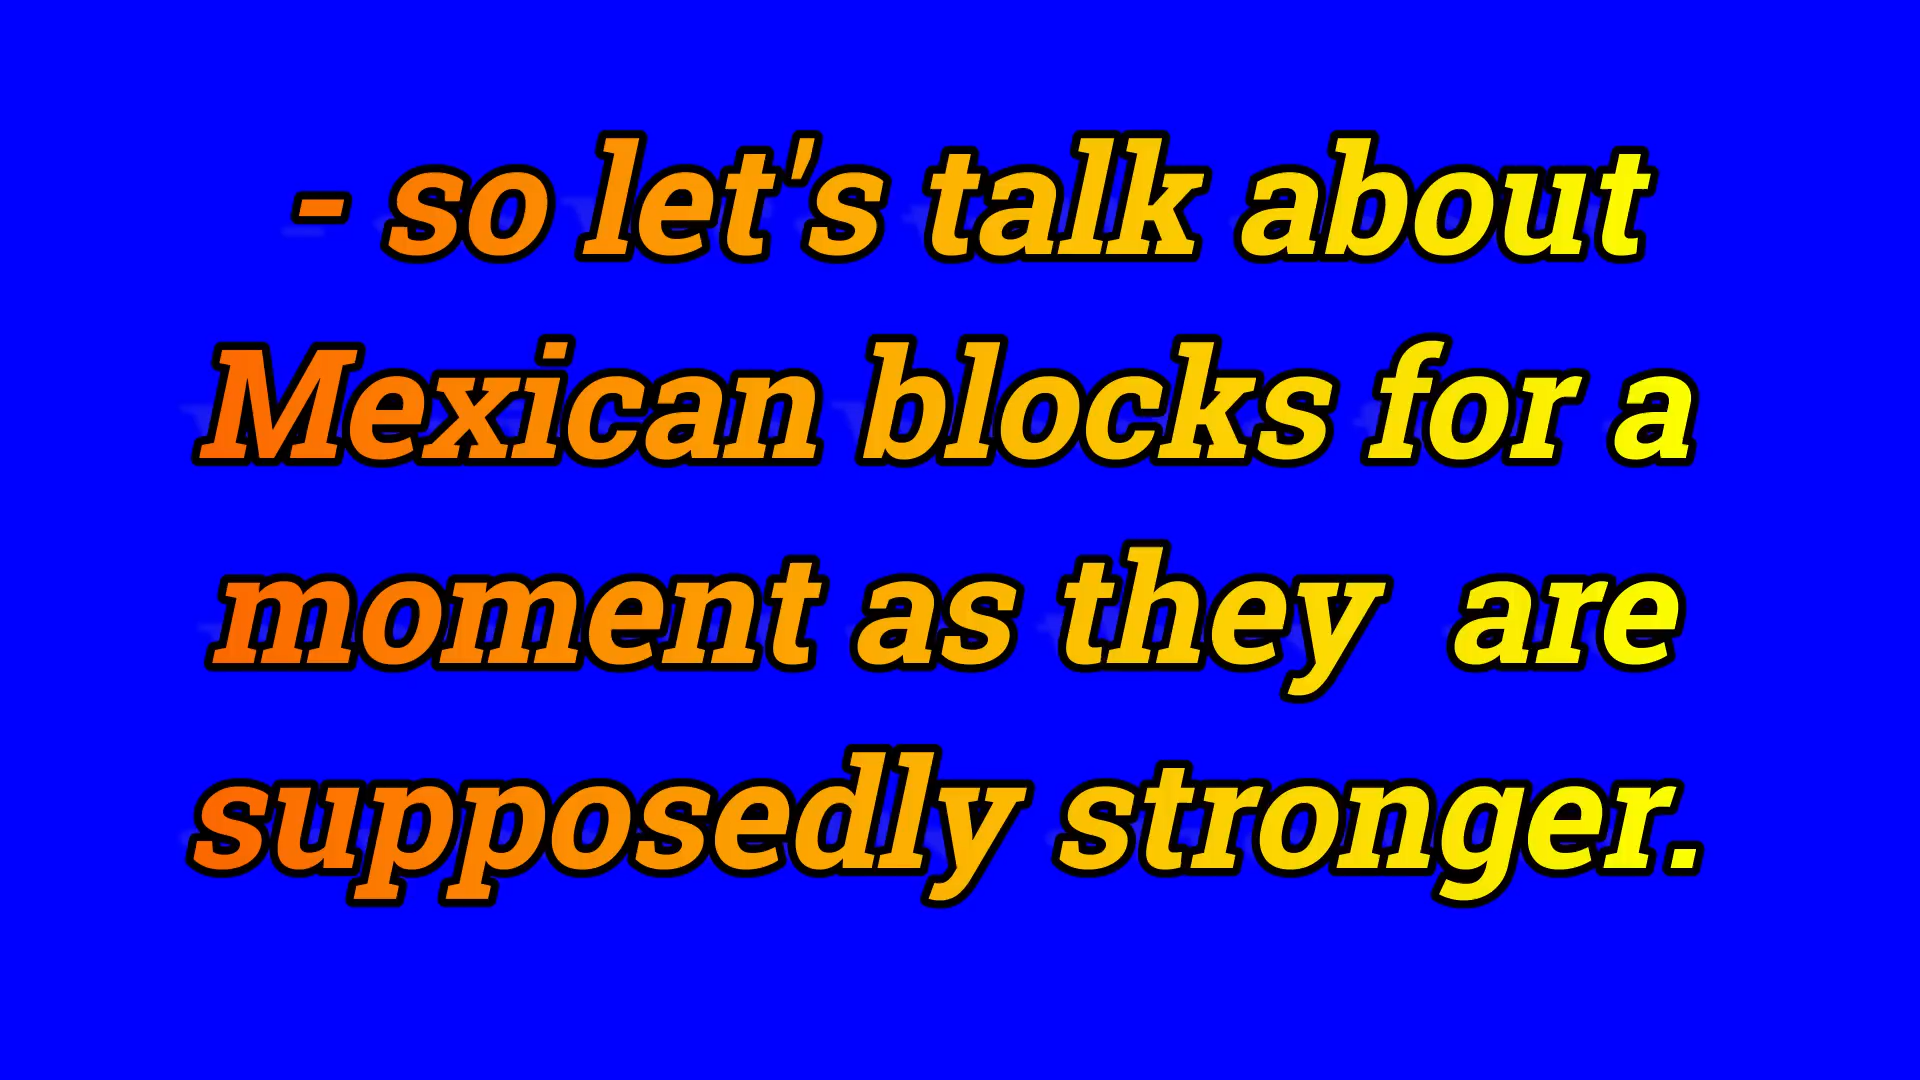 - so let's talk about
Mexican blocks for a
moment as they  are
supposedly stronger.